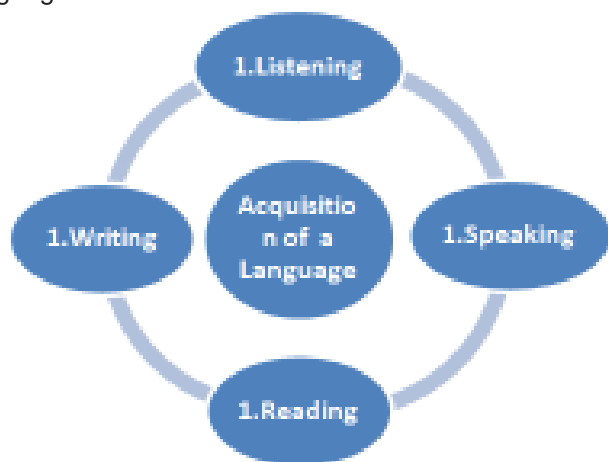 1.Listening
1.Writing
Acquisitio
n of a
Language
1.Speaking
1.Reading